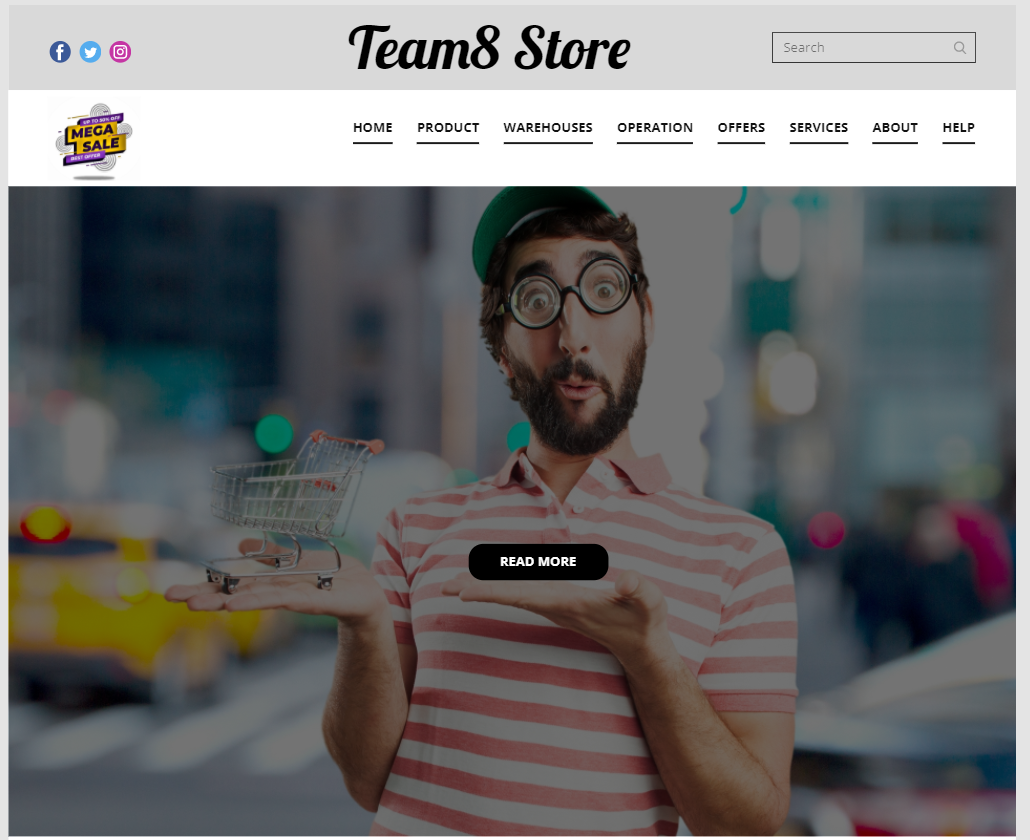 Team8 Store
Search
UP TO 50% OFF
MEGA
SALE
BEST OFFER
HOME PRODUCT WAREHOUSES OPERATION OFFERS SERVICES ABOUT HELP
READ MORE